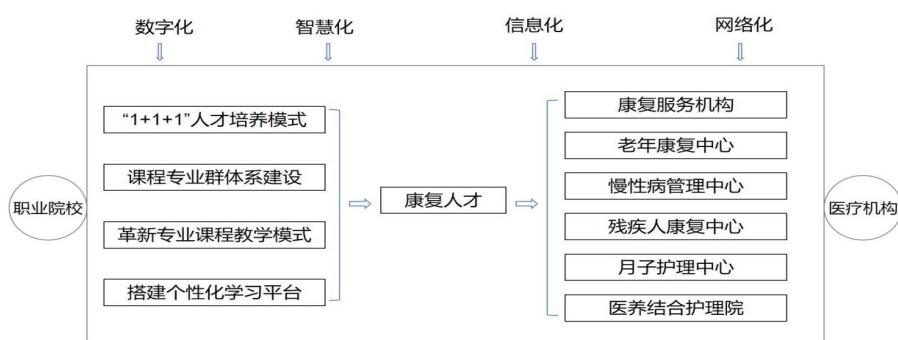 数字化
智慧化
信息化
网络化
职业院校
“1+1+1”人才培养模式
课程专业群体系建设
革新专业课程教学模式
搭建个性化学习平台
康复人才
康复服务机构
老年康复中心
慢性病管理中心
残疾人康复中心
月子护理中心
医养结合护理院
医疗机构